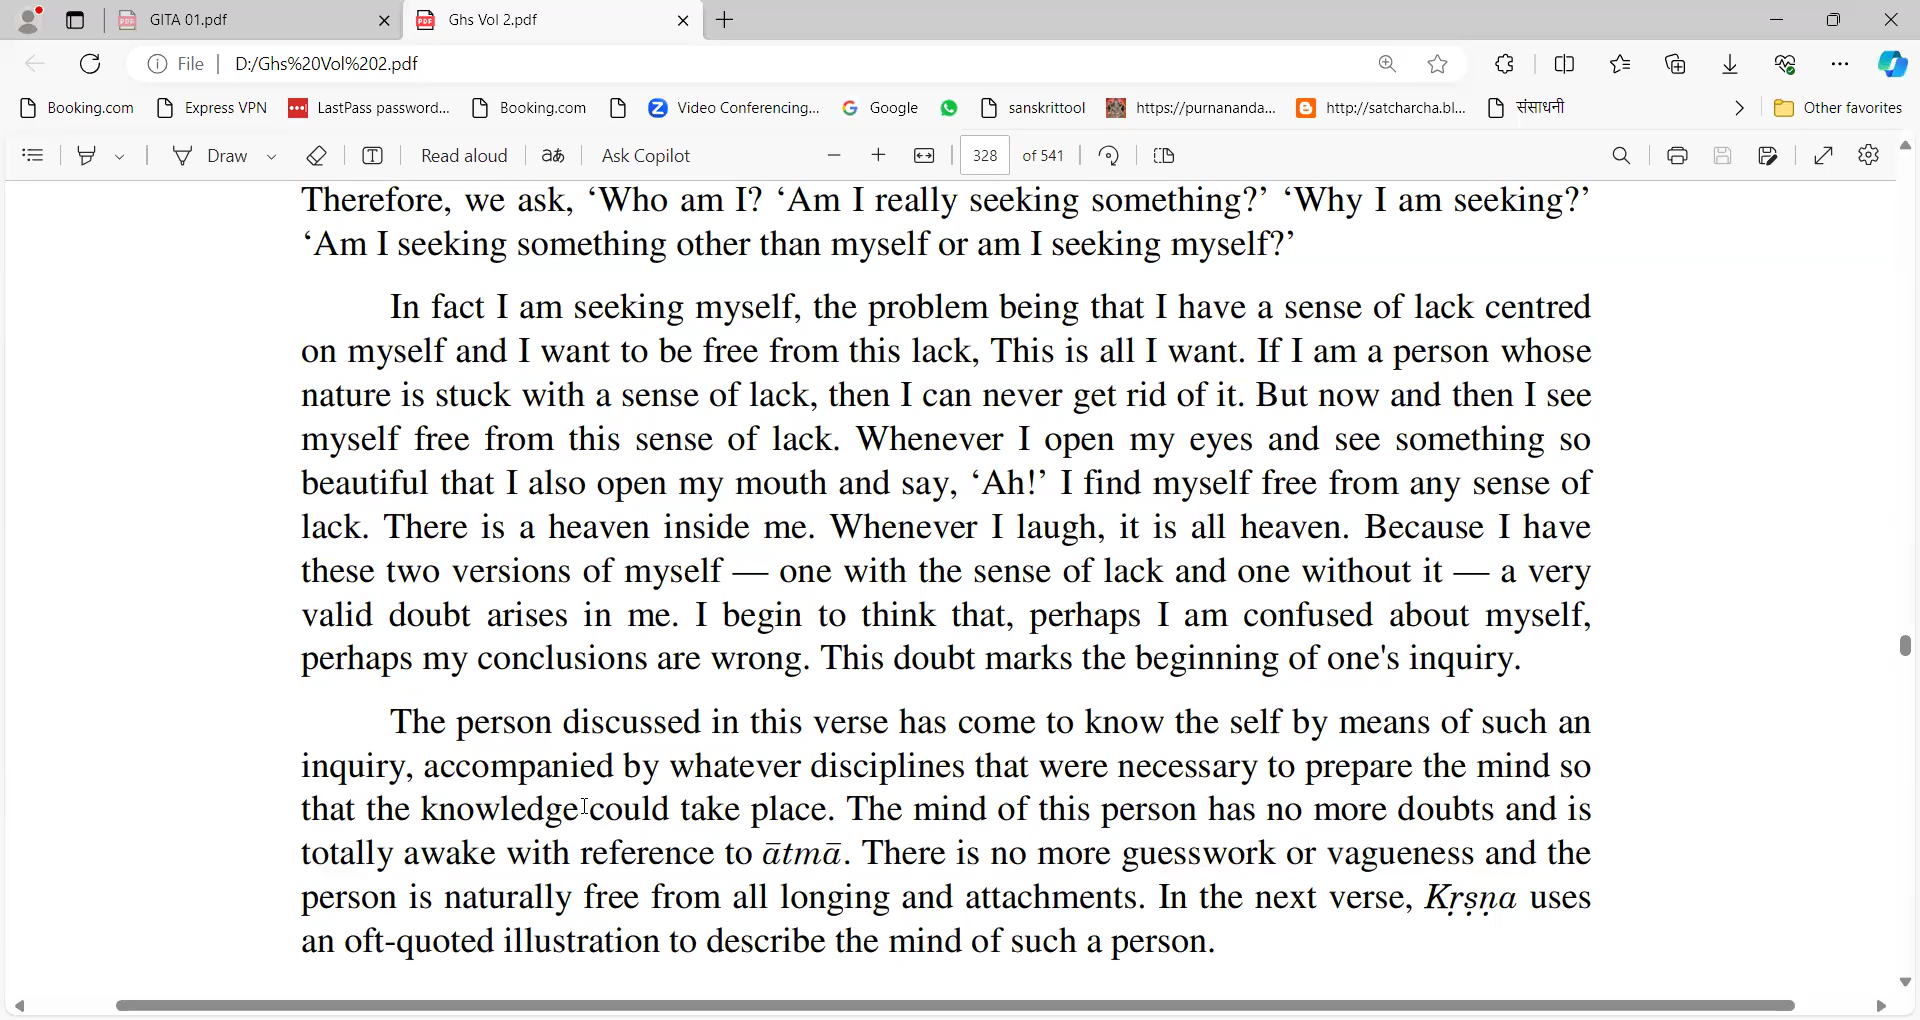 GITA 01.pdf
Ghs Vol 2.pdf
File
D:/Ghs%20Vol%202.pdf
Booking.com
Express VPN
LastPass password...
Booking.com
Video Conferencing...
Google
sanskrittool
https://purnananda...
http://satcharcha.bl...
संसाधनी
Other favorites
Draw
Read aloud
aあ
Ask Copilot
328
of 541
Therefore, we ask, ‘Who am I? ‘Am I really seeking something?’ ‘Why I am seeking?’
‘Am I seeking something other than myself or am I seeking myself?’
In fact I am seeking myself, the problem being that I have a sense of lack centred
on myself and I want to be free from this lack, This is all I want. If I am a person whose
nature is stuck with a sense of lack, then I can never get rid of it. But now and then I see
myself free from this sense of lack. Whenever I open my eyes and see something so
beautiful that I also open my mouth and say, ‘Ah!’ I find myself free from any sense of
lack. There is a heaven inside me. Whenever I laugh, it is all heaven. Because I have
these two versions of myself — one with the sense of lack and one without it — a very
valid doubt arises in me. I begin to think that, perhaps I am confused about myself,
perhaps my conclusions are wrong. This doubt marks the beginning of one's inquiry.
The person discussed in this verse has come to know the self by means of such an
inquiry, accompanied by whatever disciplines that were necessary to prepare the mind so
that the knowledge could take place. The mind of this person has no more doubts and is
totally awake with reference to ātmā. There is no more guesswork or vagueness and the
person is naturally free from all longing and attachments. In the next verse, Kṛṣṇa uses
an oft-quoted illustration to describe the mind of such a person.